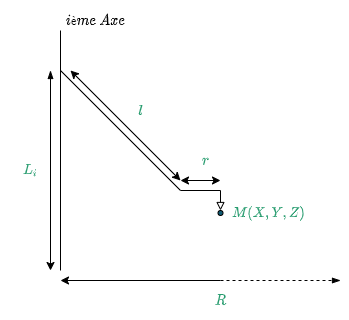 ième Axe
l
r
L_i
M(X, Y, Z)
R